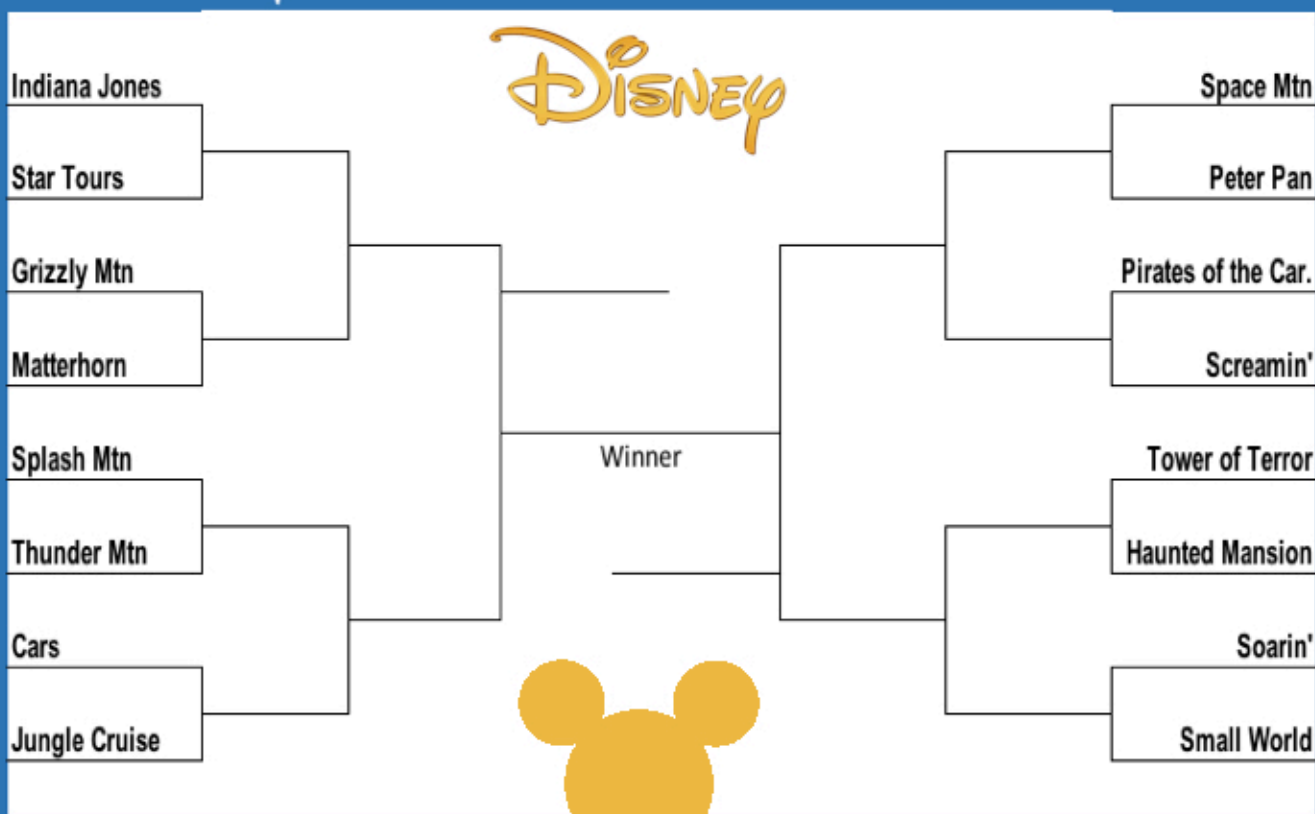 DISNEY
Indiana Jones
Star Tours
Grizzly Mtn
Matterhorn
Splash Mtn
Thunder Mtn
Cars
Jungle Cruise
Winner
Space Mtn
Peter Pan
Pirates of the Car.
Screamin'
Tower of Terror
Haunted Mansion
Soarin'
Small World